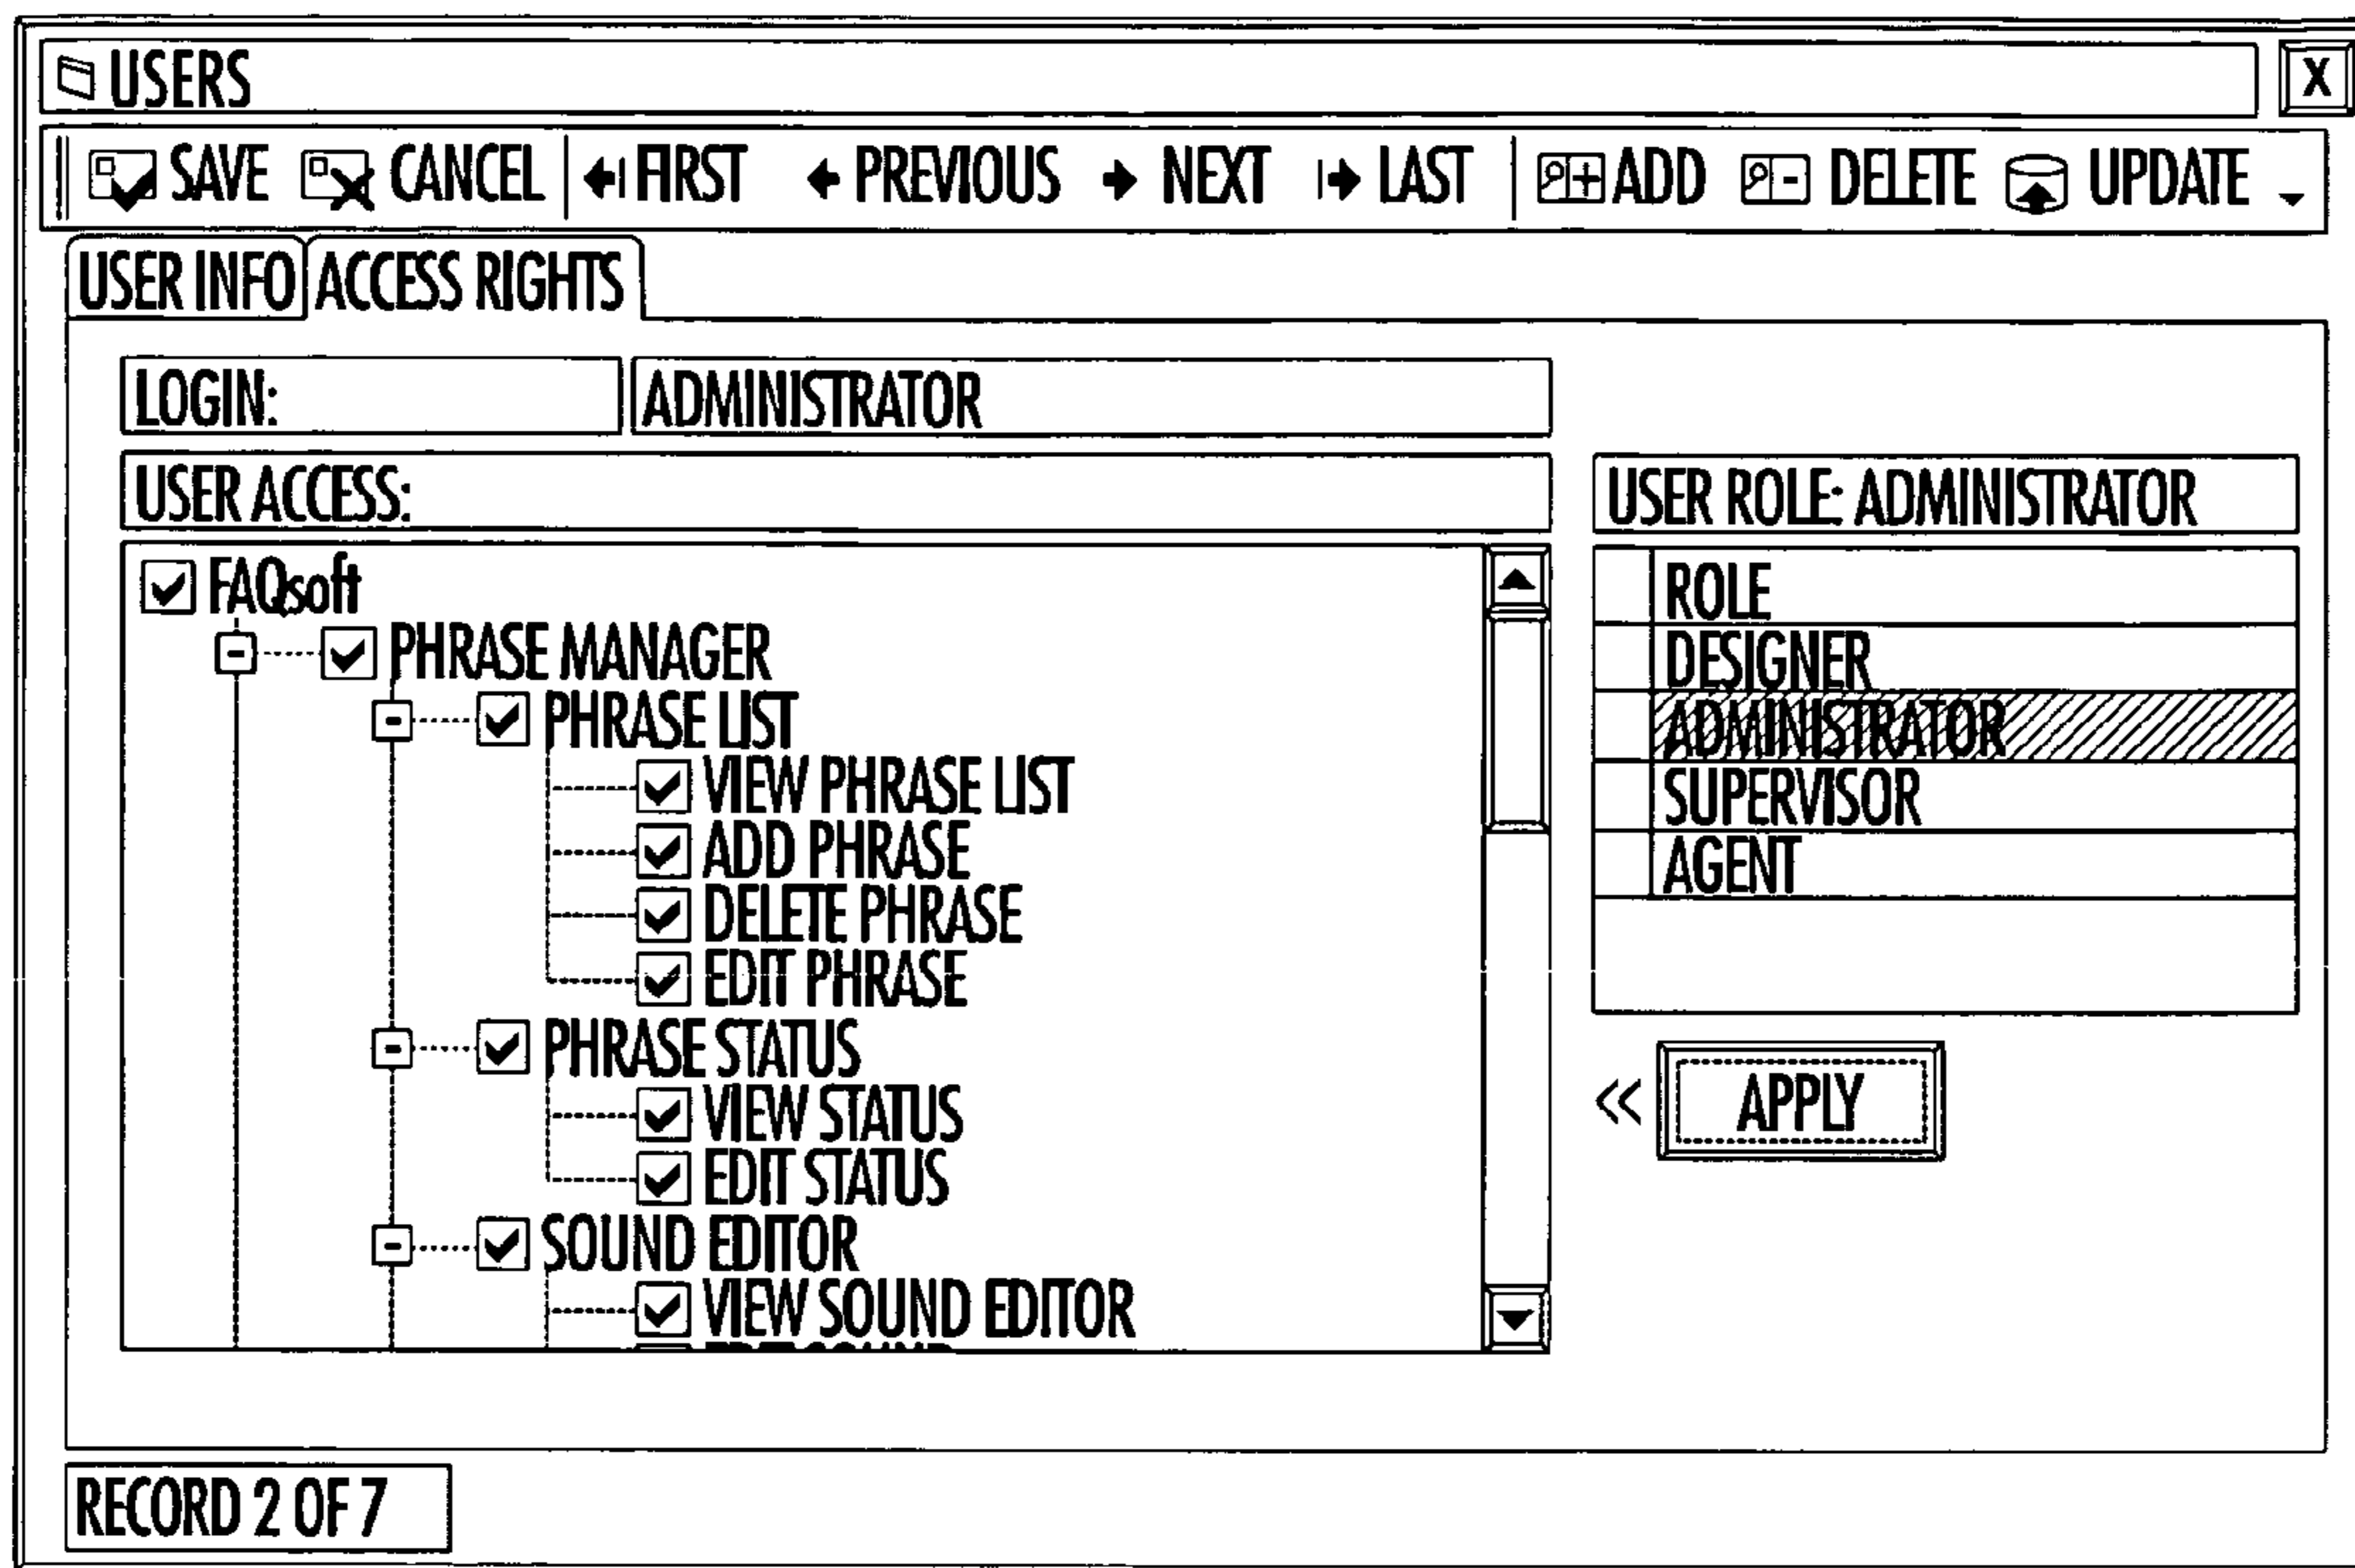 USERS X
SAVE CANCEL FIRST PREVIOUS NEXT LAST ADD DELETE UPDATE
USER INFO ACCESS RIGHTS
LOGIN: ADMINISTRATOR
USER ACCESS:
FAQsoft
PHRASE MANAGER
PHRASE LIST
VIEW PHRASE LIST
ADD PHRASE
DELETE PHRASE
EDIT PHRASE
PHRASE STATUS
VIEW STATUS
EDIT STATUS
SOUND EDITOR
VIEW SOUND EDITOR
USER ROLE: ADMINISTRATOR
ROLE
DESIGNER
ADMINISTRATOR
SUPERVISOR
AGENT
<< APPLY
RECORD 2 OF 7